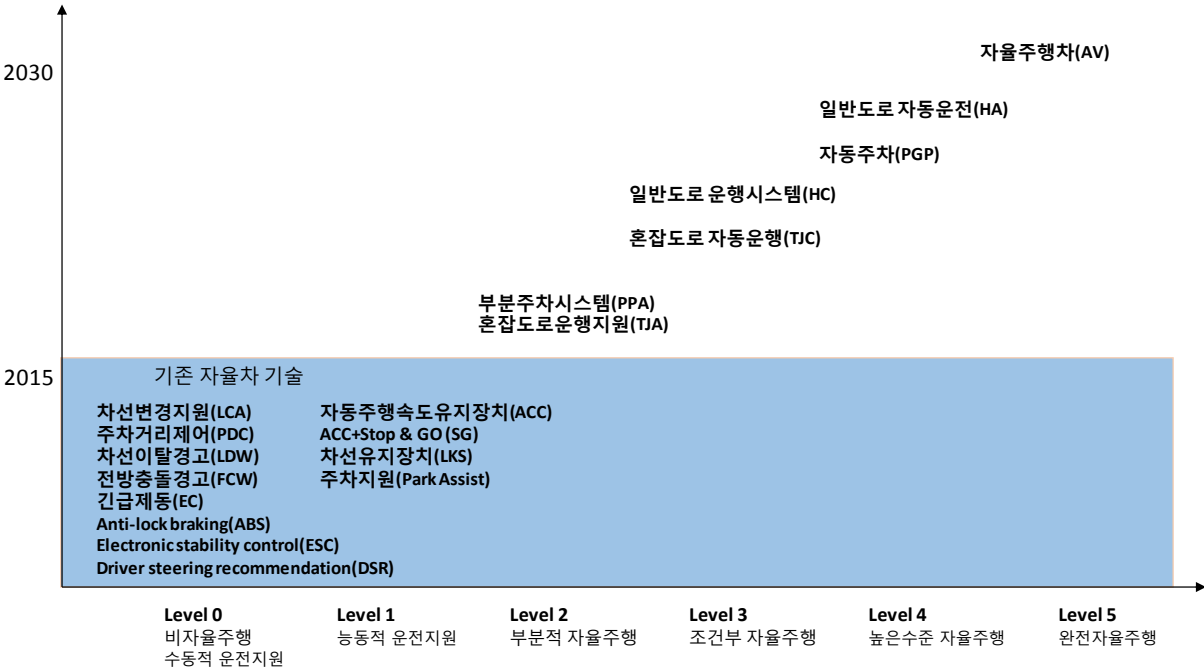 2030
자율주행차(AV)
일반도로 자동운전(HA)
자동주차(PGP)
일반도로 운행시스템(HC)
혼잡도로 자동운행(TJC)
부분주차시스템(PPA)
혼잡도로운행지원(TJA)
2015
기존 자율차 기술
차선변경지원(LCA)
주차거리제어(PDC)
차선이탈경고(LDW)
전방충돌경고(FCW)
긴급제동(EC)
Anti-lock braking(ABS)
Electronic stability control(ESC)
Driver steering recommendation(DSR)
자동주행속도유지장치(ACC)
ACC+Stop & GO (SG)
차선유지장치(LKS)
주차지원(Park Assist)
Level 0
비자율주행
수동적 운전지원
Level 1
능동적 운전지원
Level 2
부분적 자율주행
Level 3
조건부 자율주행
Level 4
높은수준 자율주행
Level 5
완전자율주행